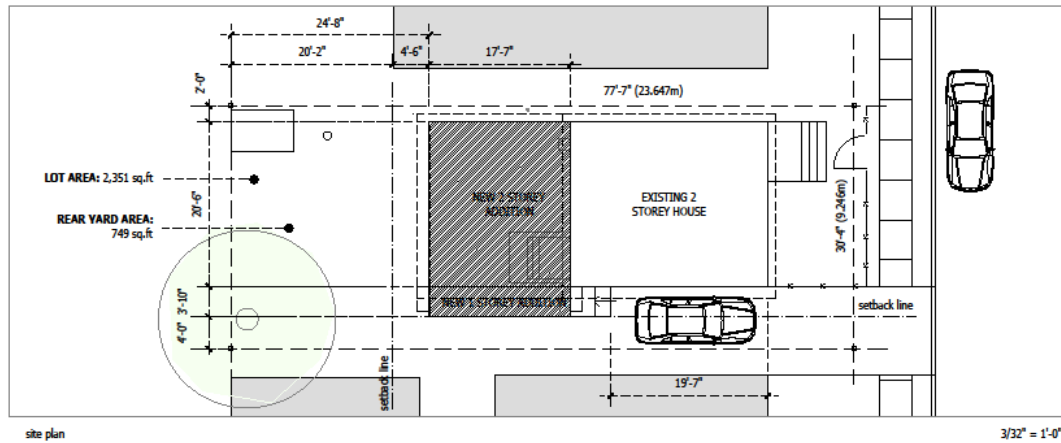 24'-8"
20'-2"
4'-6"
17'-7"
2'-0"
77'-7" (23.647m)
LOT AREA: 2,351 sq.ft
REAR YARD AREA:
749 sq.ft
20'-6"
NEW 2 STOREY
ADDITION
EXISTING 2
STOREY HOUSE
30'-4" (9.246m)
3'-10"
NEW 1 STOREY ADDITION
setback line
4'-0"
setback line
19'-7"
site plan
3/32" = 1'-0"